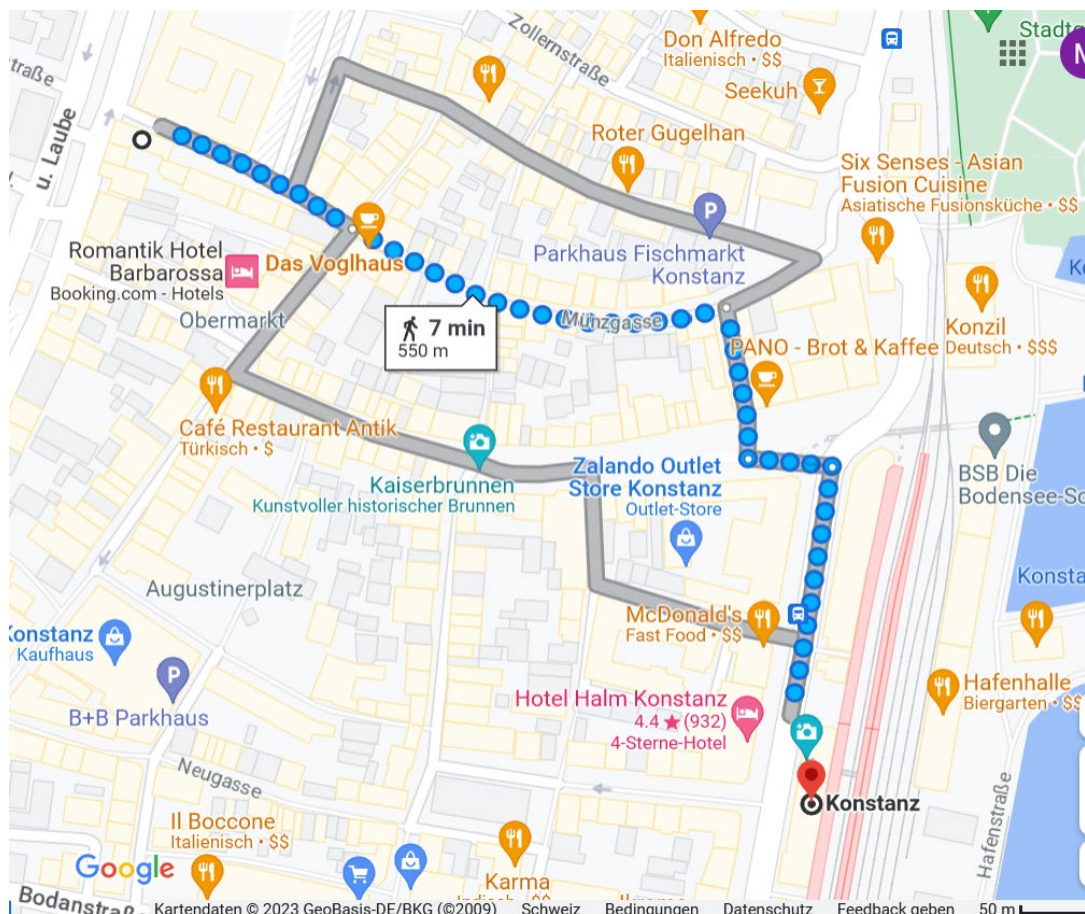 Zollernstraße
Don Alfredo
Italienisch • $$
Stadtg
N
Seekuh
u. Laube
straße
Roter Gugelhan
Six Senses - Asian
Fusion Cuisine
Asiatische Fusionsküche • $$
Parkhaus Fischmarkt
Konstanz
Romantik Hotel
Barbarossa
Booking.com - Hotels
Das Voglhaus
Obermarkt
7 min
550 m
Münzgasse
Konzil
Deutsch • $$$
PANO - Brot & Kaffee
Café Restaurant Antik
Türkisch • $
Kaiserbrunnen
Kunstvoller historischer Brunnen
Zalando Outlet
Store Konstanz
Outlet-Store
BSB Die
Bodensee-Sc
Konsta
Augustinerplatz
McDonald's
Fast Food • $$
Konstanz
Kaufhaus
B+B Parkhaus
Hotel Halm Konstanz
4.4 ★ (932)
4-Sterne-Hotel
Hafenhalle
Biergarten • $$
Neugasse
Konstanz
Hafenstraße
Il Boccone
Italienisch • $$
Google
Karma
Bodanstraße
Kartendaten © 2023 GeoBasis-DE/BKG (©2009) Schweiz Bedingungen Datenschutz Feedback geben 50 m